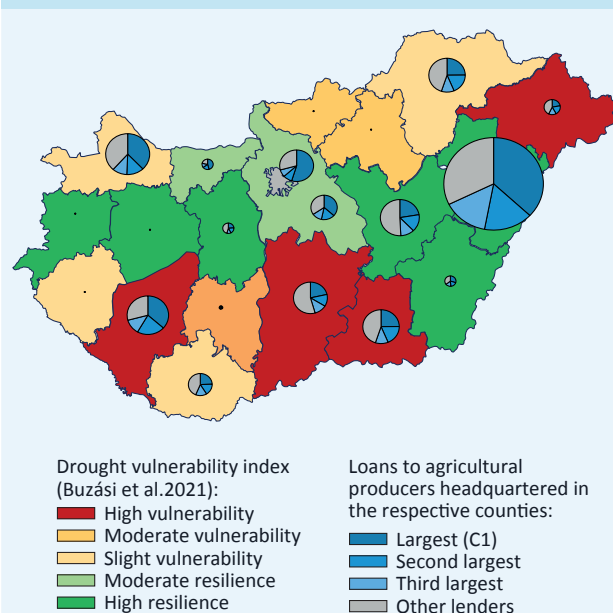 Drought vulnerability index
(Buzási et al.2021):
High vulnerability
Moderate vulnerability
Slight vulnerability
Moderate resilience
High resilience
Loans to agricultural
producers headquartered in
the respective counties:
Largest (C1)
Second largest
Third largest
Other lenders